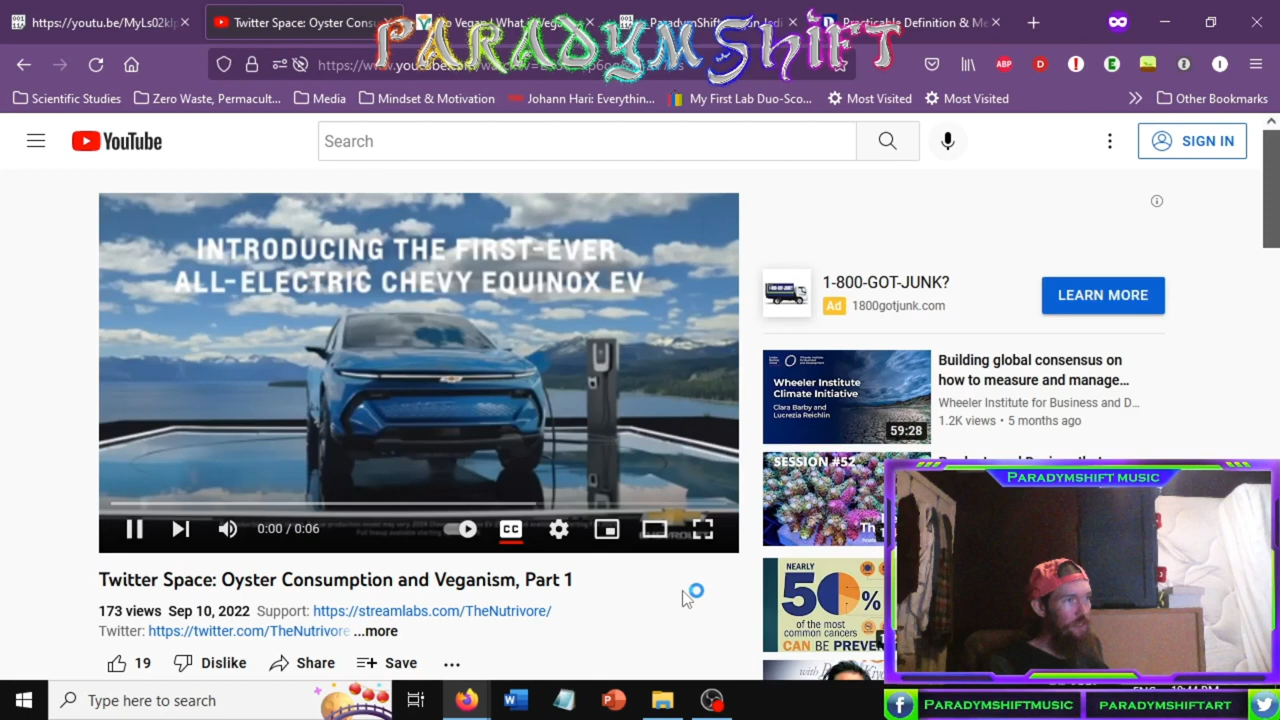 https://youtu.be/MyLs02kl
Twitter Space: Oyster Cons
Practicable Definition & Me
PARADYMSHIFT
ABP
Scientific Studies
Zero Waste, Permacult...
Media
Mindset & Motivation
Johann Hari: Everythin...
My First Lab Duo-Sco...
Most Visited
Most Visited
Other Bookmarks
YouTube
Search
SIGN IN
INTRODUCING THE FIRST-EVER
ALL-ELECTRIC CHEVY EQUINOX EV
0:00 / 0:06
CC
CHEVROLET
1-800-GOT-JUNK?
Ad 1800gotjunk.com
LEARN MORE
Wheeler Institute
Climate Initiative
Clara Barby and
Lucrezia Reichlin
59:28
Building global consensus on
how to measure and manage...
Wheeler Institute for Business and D...
1.2K views • 5 months ago
SESSION #52
NEARLY
50%
of the most
common cancers
CAN BE PREVE
Twitter Space: Oyster Consumption and Veganism, Part 1
173 views Sep 10, 2022 Support: https://streamlabs.com/TheNutrivore/
Twitter: https://twitter.com/TheNutrivore ...more
19
Dislike
Share
Save
PARADYMSHIFT MUSIC
Type here to search
PARADYMSHIFTMUSIC
PARADYMSHIFTART